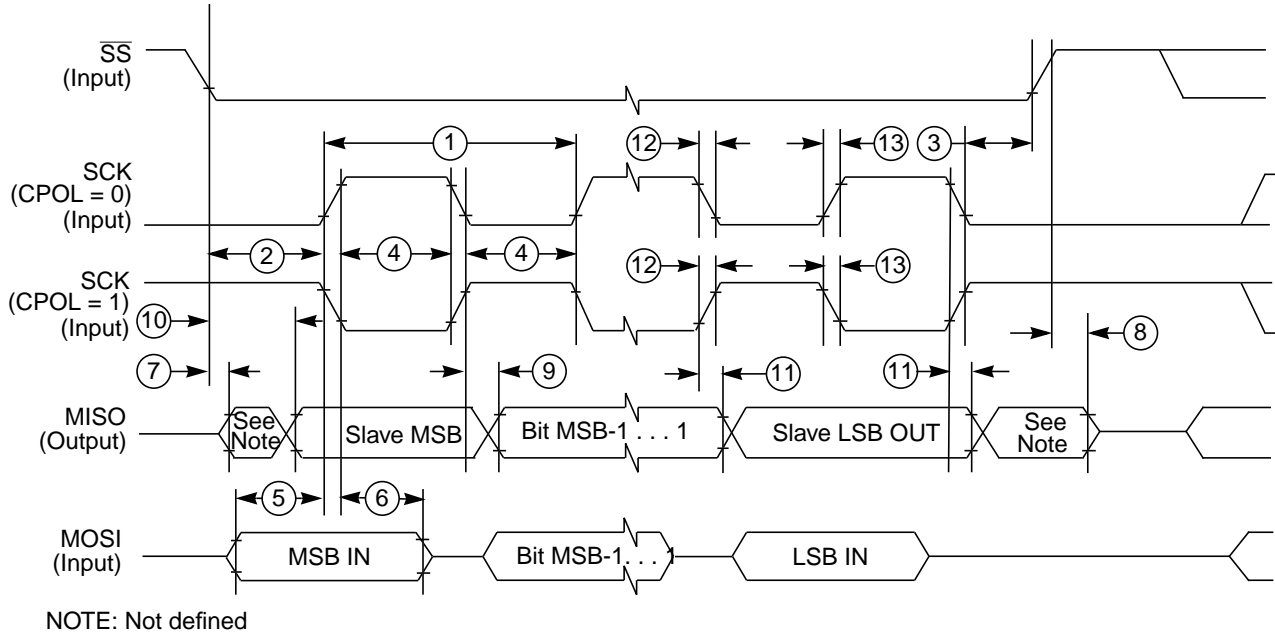 SS
(Input)
1
12
13
3
SCK
(CPOL = 0)
(Input)
2
4
4
12
13
SCK
(CPOL = 1)
(Input)
10
8
7
9
11
11
MISO
(Output)
See
Note
Slave MSB
Bit MSB-1 . . . 1
Slave LSB OUT
See
Note
5
6
MOSI
(Input)
MSB IN
Bit MSB-1. . . 1
LSB IN
NOTE: Not defined